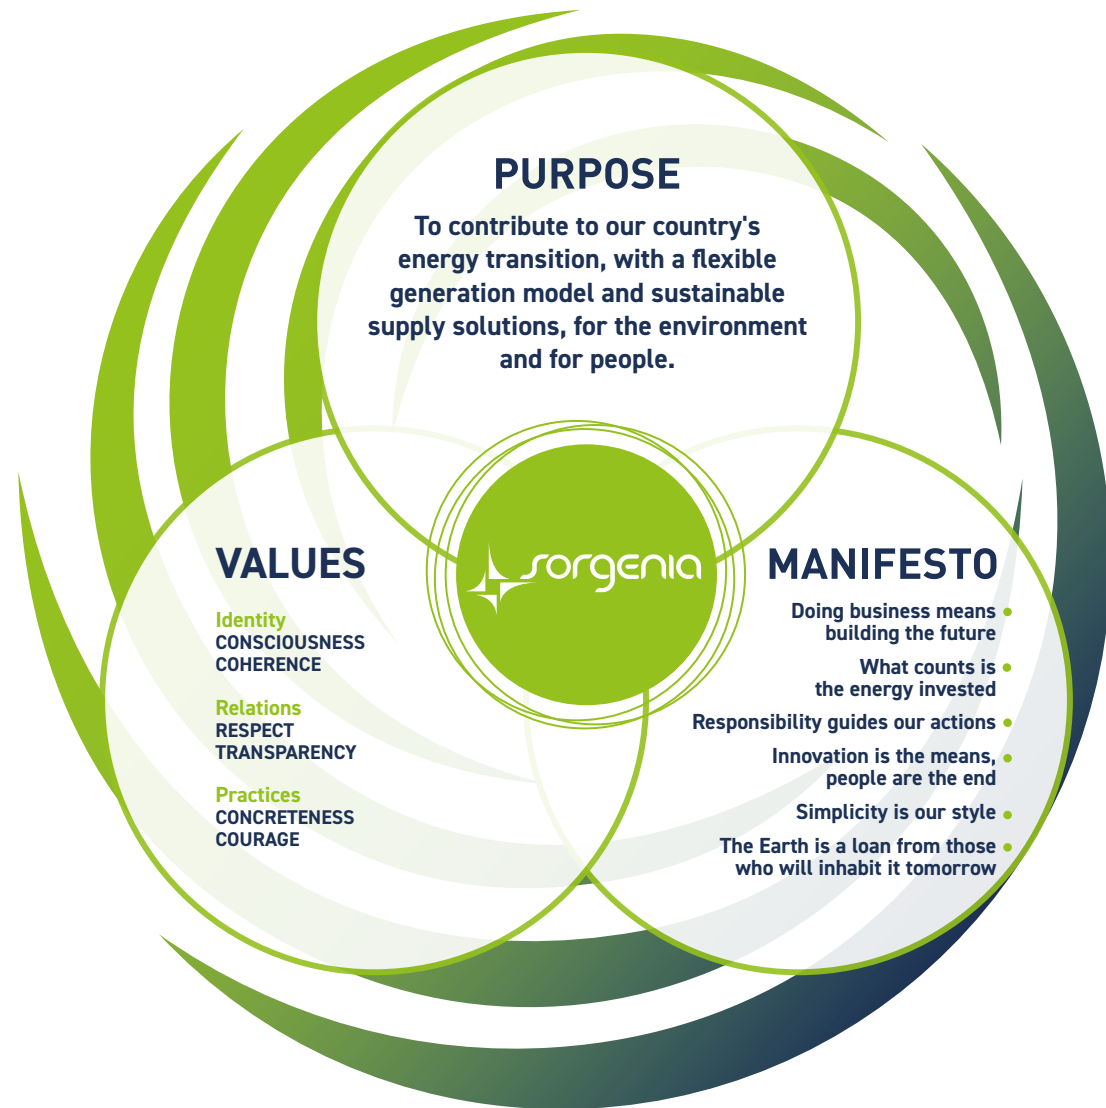 PURPOSE
To contribute to our country's
energy transition, with a flexible
generation model and sustainable
supply solutions, for the environment
and for people.
sorgenia
VALUES
Identity
CONSCIOUSNESS
COHERENCE
Relations
RESPECT
TRANSPARENCY
Practices
CONCRETENESS
COURAGE
MANIFESTO
Doing business means
building the future
What counts is
the energy invested
Responsibility guides our actions
Innovation is the means,
people are the end
Simplicity is our style
The Earth is a loan from those
who will inhabit it tomorrow